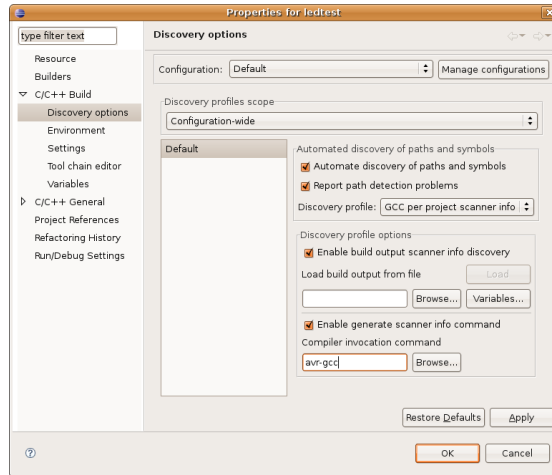 Properties for ledtest
type filter text
Discovery options
Resource
Builders
C/C++ Build
Discovery options
Environment
Settings
Tool chain editor
Variables
C/C++ General
Project References
Refactoring History
Run/Debug Settings
Configuration: Default
Manage configurations
Discovery profiles scope
Configuration-wide
Default
Automated discovery of paths and symbols
Automate discovery of paths and symbols
Report path detection problems
Discovery profile: GCC per project scanner info
Discovery profile options
Enable build output scanner info discovery
Load build output from file
Load
Browse...
Variables...
Enable generate scanner info command
Compiler invocation command
avr-gcc
Browse...
Restore Defaults
Apply
?
OK
Cancel